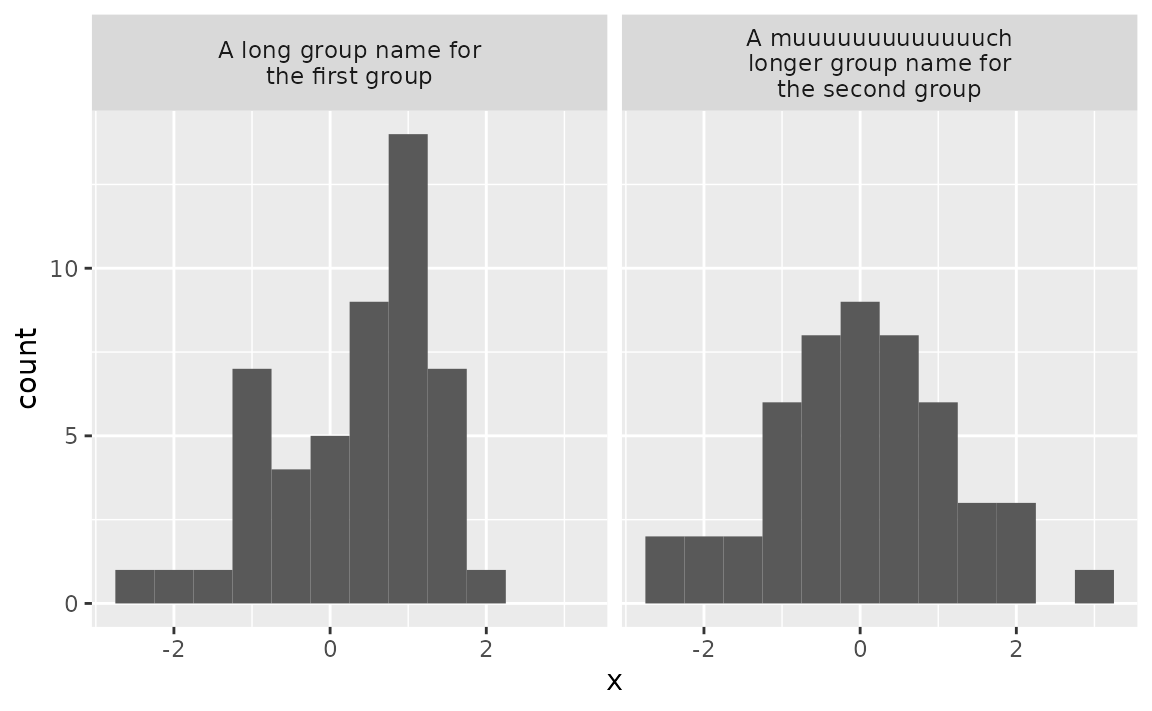 A long group name for
the first group
A muuuuuuuuuuuuuch
longer group name for
the second group
count
10
5
0
-2 0 2
-2 0 2
x